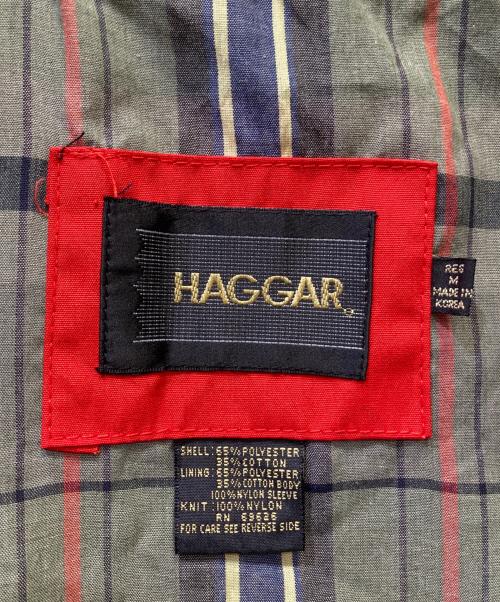 HAGGAR
REG
M
MADE IN
KOREA
SHELL: 65% POLYESTER
35% COTTON
LINING: 65% POLYESTER
35% COTTON BODY
100% NYLON SLEEVE
KNIT: 100% NYLON
RN 69636
FOR CARE SEE REVERSE SIDE